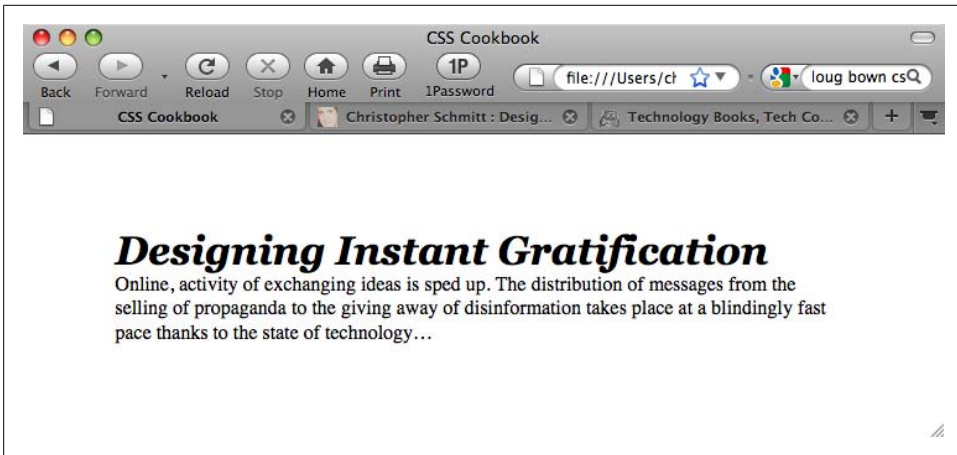 CSS Cookbook
1P
file:///Users/ch
loug bown cs
Back Forward Reload Stop Home Print 1Password
CSS Cookbook Christopher Schmitt : Desig... Technology Books, Tech Co... +
Designing Instant Gratification
Online, activity of exchanging ideas is sped up. The distribution of messages from the
selling of propaganda to the giving away of disinformation takes place at a blindingly fast
pace thanks to the state of technology…